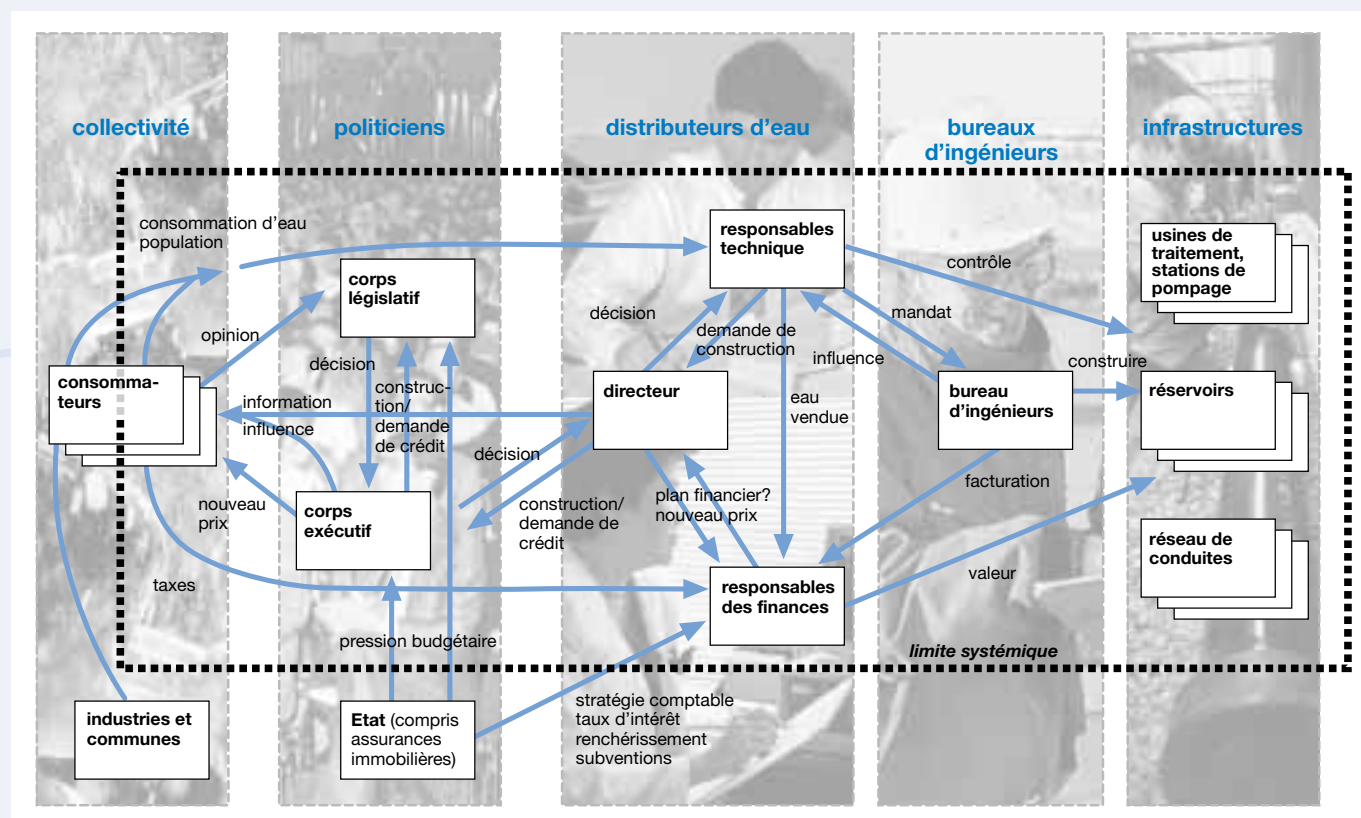 collectivité
politiciens
distributeurs d'eau
bureaux
d'ingénieurs
infrastructures
consommation d'eau
population
responsables
technique
usines de
traitement,
stations de
pompage
contrôle
corps
législatif
opinion
décision
demande de
construction
mandat
influence
construire
décision
construc-
tion/
demande
de crédit
consomma-
teurs
information
influence
directeur
eau
vendue
bureau
d'ingénieurs
réservoirs
décision
nouveau
prix
corps
exécutif
construction/
demande de
crédit
plan financier?
nouveau prix
facturation
réseau de
conduites
taxes
responsables
des finances
valeur
pression budgétaire
limite systémique
industries et
communes
Etat (compris
assurances
immobilières)
stratégie comptable
taux d'intérêt
renchérissement
subventions